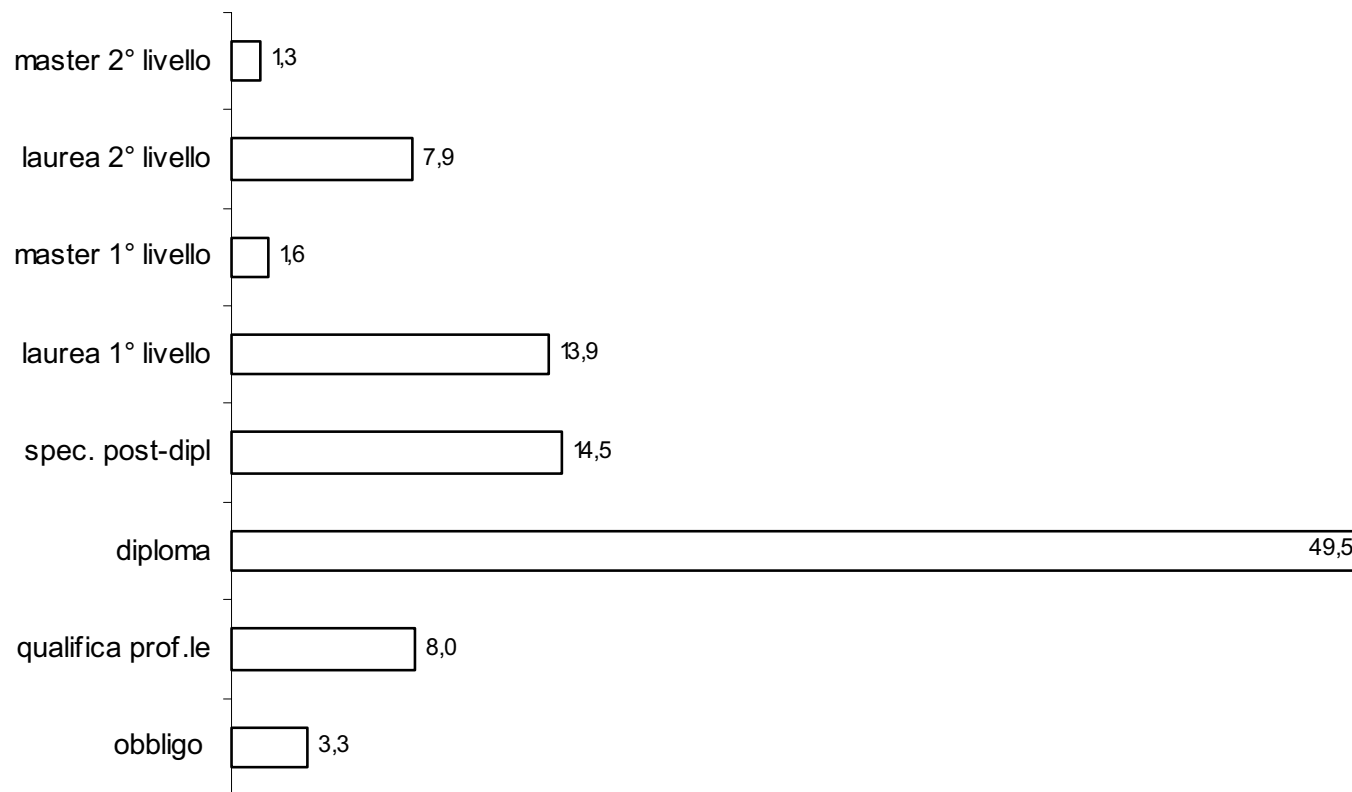 master 2° livello 1,3
laurea 2° livello 7,9
master 1° livello 1,6
laurea 1° livello 13,9
spec. post-dipl 14,5
diploma 49,5
qualifica prof.le 8,0
obbligo 3,3